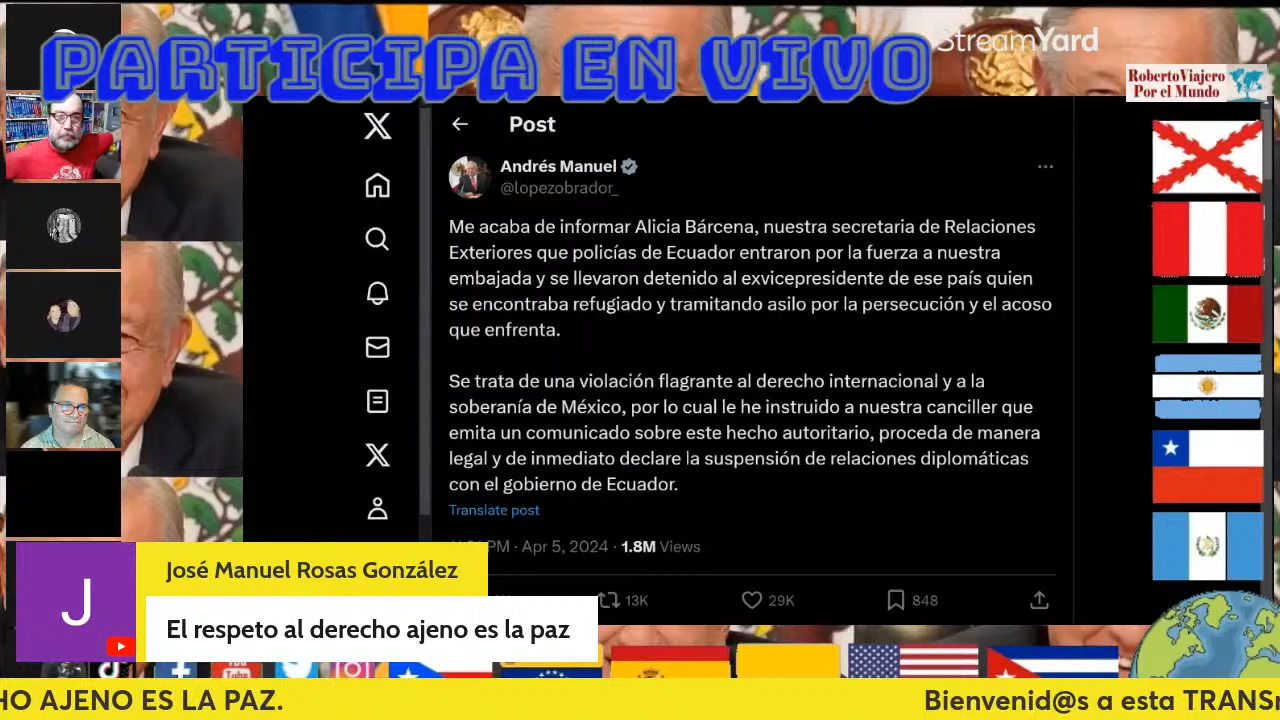 PARTICIPA EN VIVO
StreamYard
RobertoViajero
Por el Mundo
Post
Andrés Manuel
@lopezobrador_
Me acaba de informar Alicia Bárcena, nuestra secretaria de Relaciones
Exteriores que policías de Ecuador entraron por la fuerza a nuestra
embajada y se llevaron detenido al exvicepresidente de ese país quien
se encontraba refugiado y tramitando asilo por la persecución y el acoso
que enfrenta.
Se trata de una violación flagrante al derecho internacional y a la
soberanía de México, por lo cual le he instruido a nuestra canciller que
emita un comunicado sobre este hecho autoritario, proceda de manera
legal y de inmediato declare la suspensión de relaciones diplomáticas
con el gobierno de Ecuador.
Translate post
PM · Apr 5, 2024 · 1.8M Views
13K
29K
848
J
José Manuel Rosas González
El respeto al derecho ajeno es la paz
You
Tube
HO AJENO ES LA PAZ.
Bienvenid@s a esta TRANS